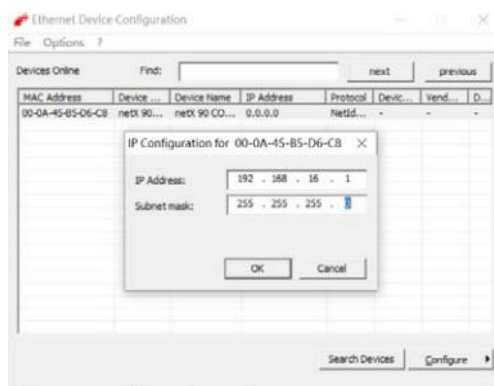 Ethernet Device Configuration
File Options ?
Devices Online Find: next previous
MAC Address Device ... Device Name IP Address Protocol Devic... Vend... D...
00-0A-45-B5-D6-C8 netX 90... netX 90 CO... 0.0.0.0 NetId... - - -
IP Configuration for 00-0A-45-B5-D6-C8
IP Address: 192 . 168 . 16 . 1
Subnet mask: 255 . 255 . 255 . 0
OK Cancel
Search Devices Configure